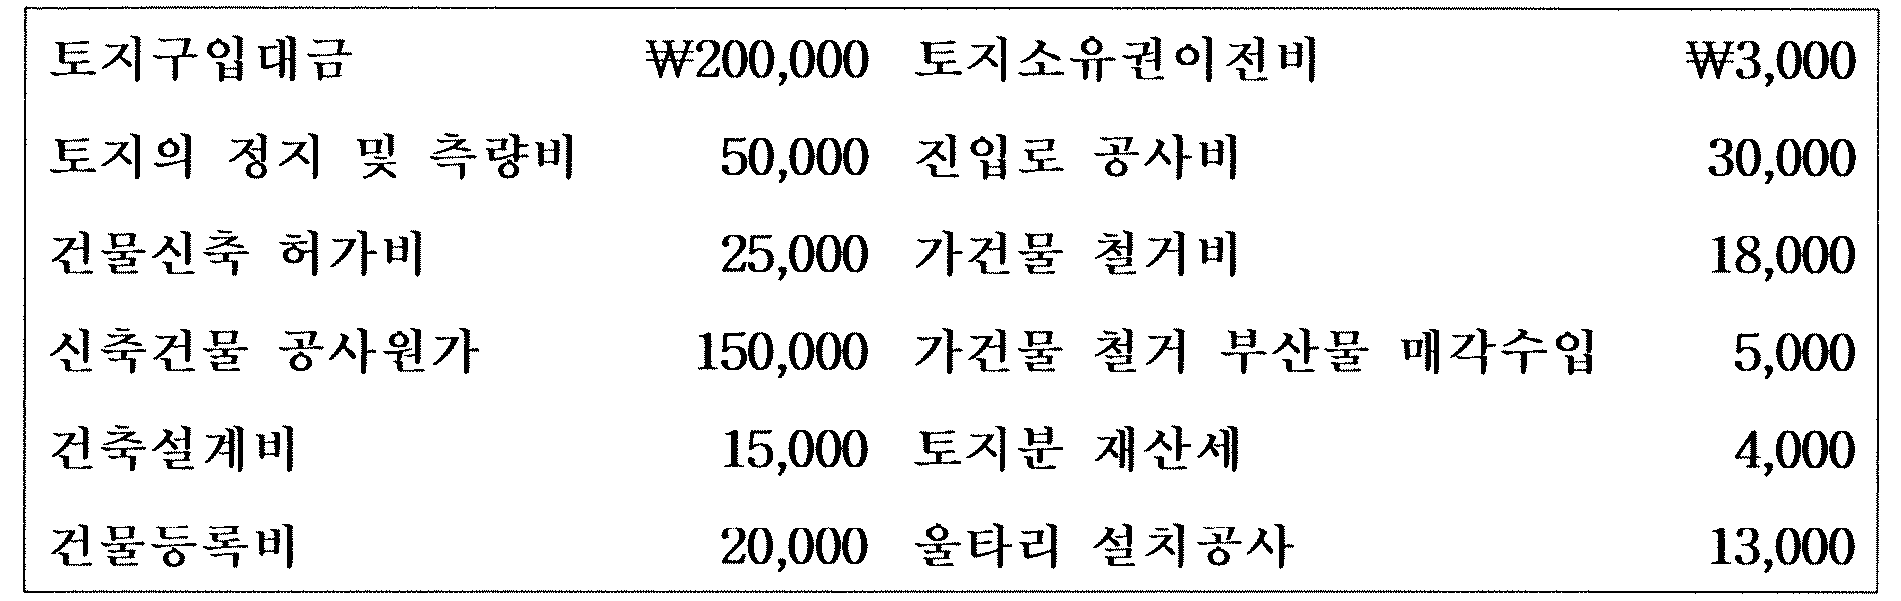 토지구입대금 ₩200,000 토지소유권이전비 ₩3,000
토지의 정지 및 측량비 50,000 진입로 공사비 30,000
건물신축 허가비 25,000 가건물 철거비 18,000
신축건물 공사원가 150,000 가건물 철거 부산물 매각수입 5,000
건축설계비 15,000 토지분 재산세 4,000
건물등록비 20,000 울타리 설치공사 13,000